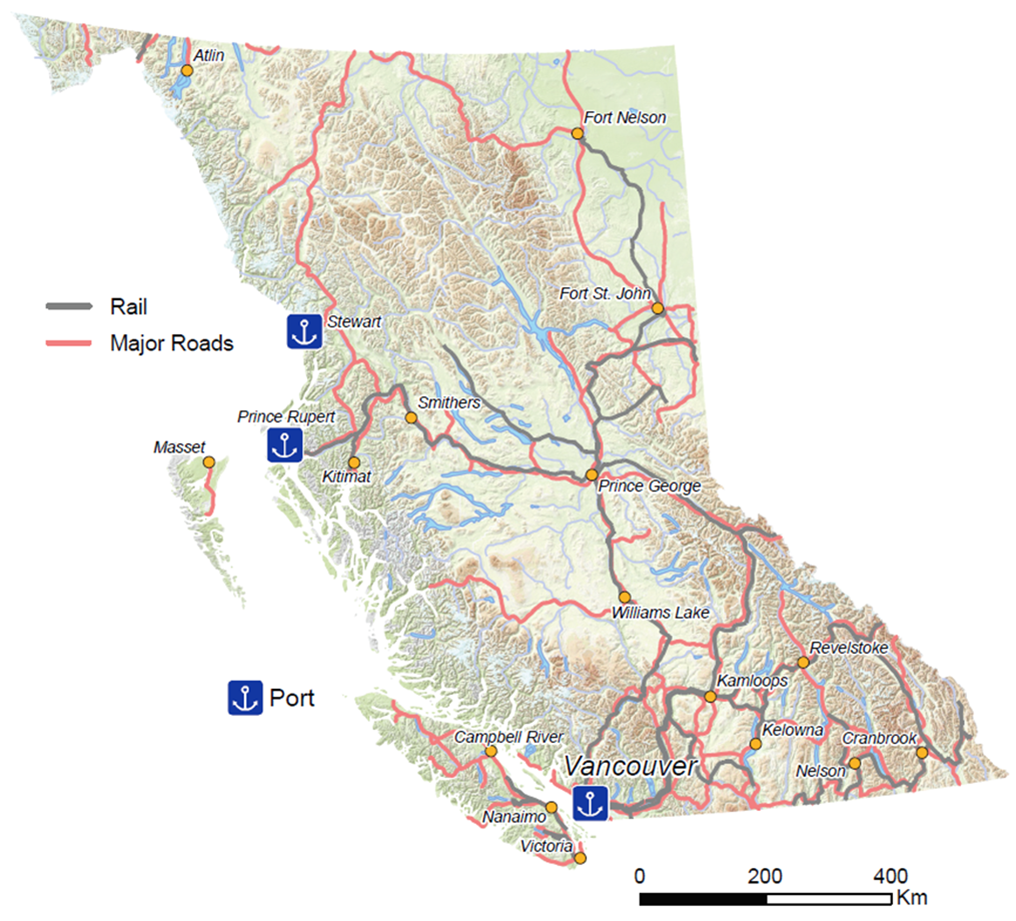 Atlin
Fort Nelson
Fort St. John
Rail
Stewart
Major Roads
Smithers
Prince Rupert
Masset
Kitimat
Prince George
Williams Lake
Revelstoke
Kamloops
Port
Kelowna
Campbell River
Cranbrook
Vancouver
Nelson
Nanaimo
Victoria
0 200 400
Km